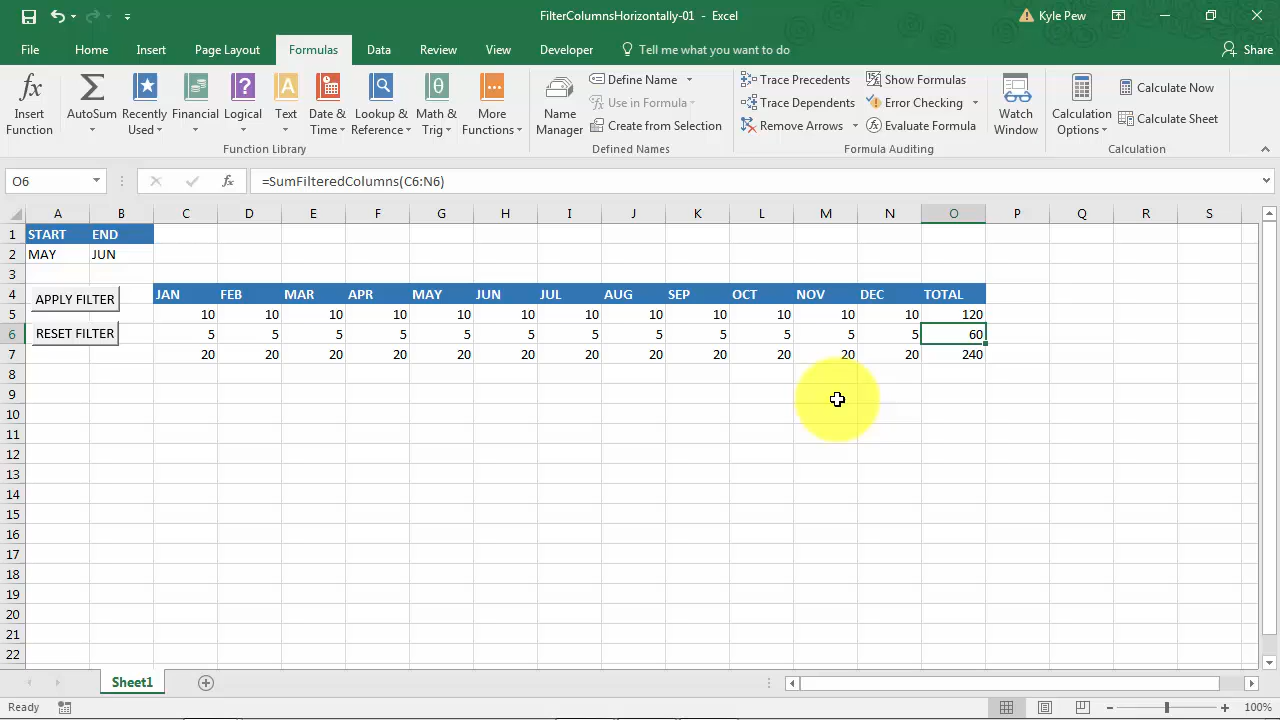 FilterColumnsHorizontally-01 - Excel
Kyle Pew
File Home Insert Page Layout Formulas Data Review View Developer Tell me what you want to do Share
Insert Function
AutoSum
Recently Used
Financial
Logical
Text
Date & Time
Lookup & Reference
Math & Trig
More Functions
Function Library
Name Manager
Define Name
Use in Formula
Create from Selection
Defined Names
Trace Precedents
Trace Dependents
Remove Arrows
Show Formulas
Error Checking
Evaluate Formula
Formula Auditing
Watch Window
Calculation Options
Calculate Now
Calculate Sheet
Calculation
O6 fx =SumFilteredColumns(C6:N6)
A B C D E F G H I J K L M N O P Q R S
1 START END
2 MAY JUN
3
4 JAN FEB MAR APR MAY JUN JUL AUG SEP OCT NOV DEC TOTAL
APPLY FILTER
5 10 10 10 10 10 10 10 10 10 10 10 10 120
6 5 5 5 5 5 5 5 5 5 5 5 5 60
RESET FILTER
7 20 20 20 20 20 20 20 20 20 20 20 20 240
8
9
10
11
12
13
14
15
16
17
18
19
20
21
22
Sheet1
Ready 100%